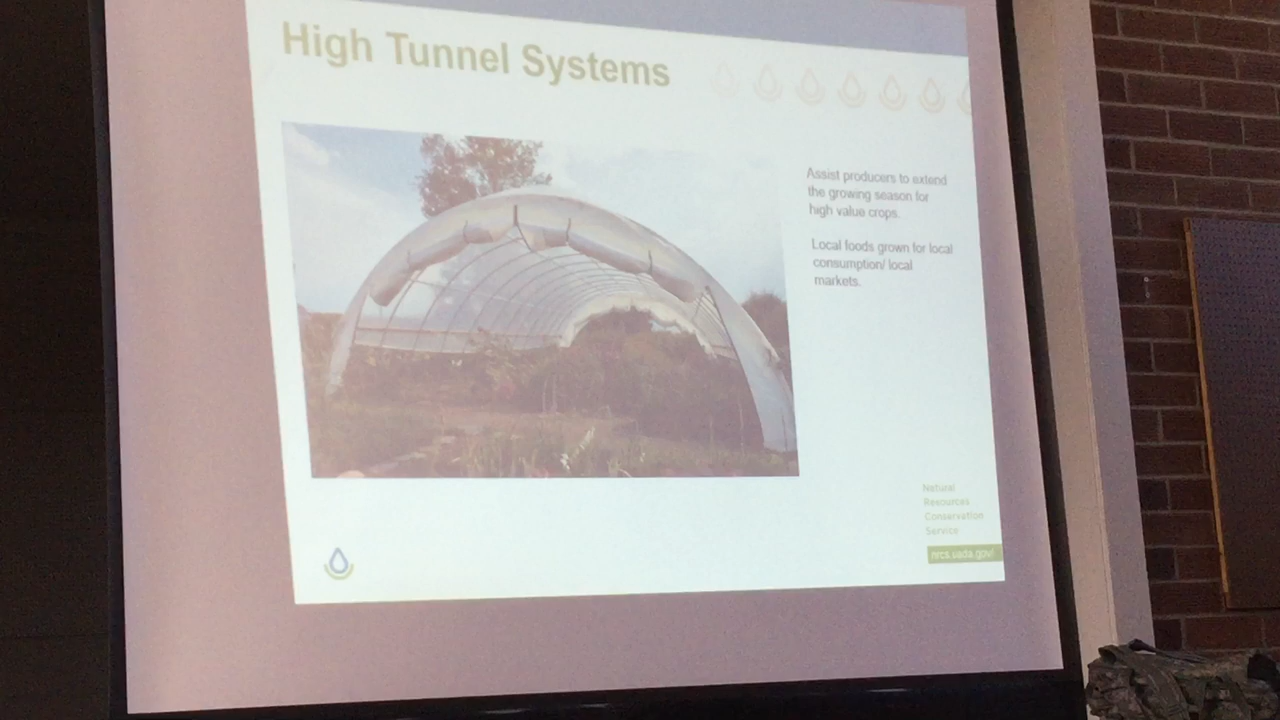 High Tunnel Systems
Assist producers to extend
the growing season for
high value crops.
Local foods grown for local
consumption/ local
markets.
Natural
Resources
Conservation
Service
nrcs.usda.gov/